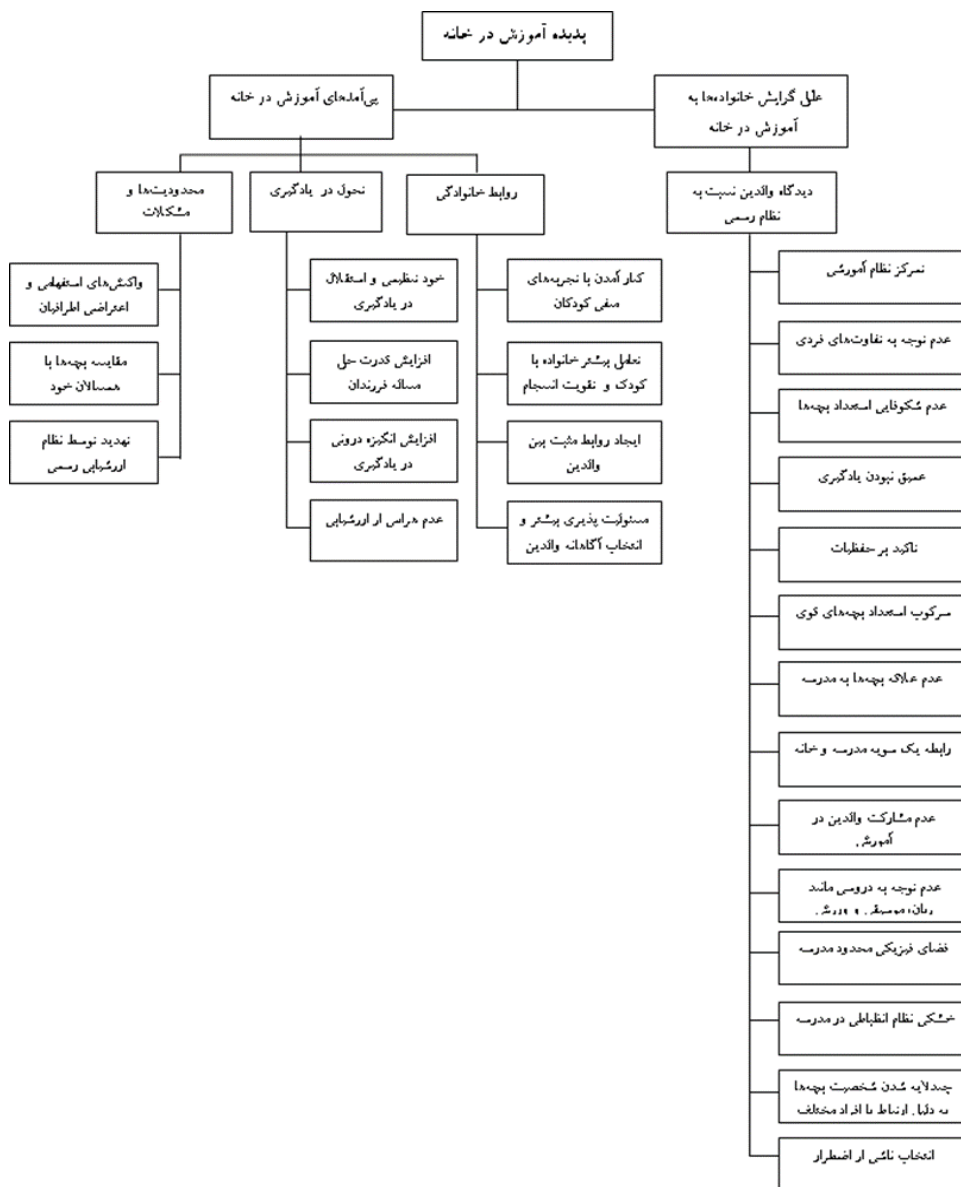 پدیده آموزش در خانه
علل گرایش خانواده‌ها به
آموزش در خانه
پی‌آمدهای آموزش در خانه
دیدگاه والدین نسبت به
نظام رسمی
روابط خانوادگی
تحول در یادگیری
محدودیت‌ها و
مشکلات
تمرکز نظام آموزشی
عدم توجه به تفاوت‌های فردی
عدم شکوفایی استعداد بچه‌ها
عمیق نبودن یادگیری
تاکید بر حفظیات
سرکوب استعداد بچه‌های قوی
عدم علاقه بچه‌ها به مدرسه
رابطه یک سویه مدرسه و خانه
عدم مشارکت والدین در
آموزش
عدم توجه به دروسی مانند
زبان، موسیقی و ورزش
فضای فیزیکی محدود مدرسه
خشکی نظام انظباطی در مدرسه
چندلایه شدن شخصیت بچه‌ها
به دلیل ارتباط با افراد مختلف
انتخاب ناشی از اضطرار
کنار آمدن با تجربه‌های
منفی کودکان
تعامل بیشتر خانواده با
کودک و تقویت انسجام
ایجاد روابط مثبت بین
والدین
مسئولیت پذیری بیشتر و
انتخاب آگاهانه والدین
خود تنظیمی و استقلال
در یادگیری
افزایش قدرت حل
مساله فرزندان
افزایش انگیزه درونی
در یادگیری
عدم هراس از ارزشیابی
واکنش‌های استفهامی و
اعتراضی اطرافیان
مقایسه بچه‌ها با
همسالان خود
تهدید توسط نظام
ارزشیابی رسمی